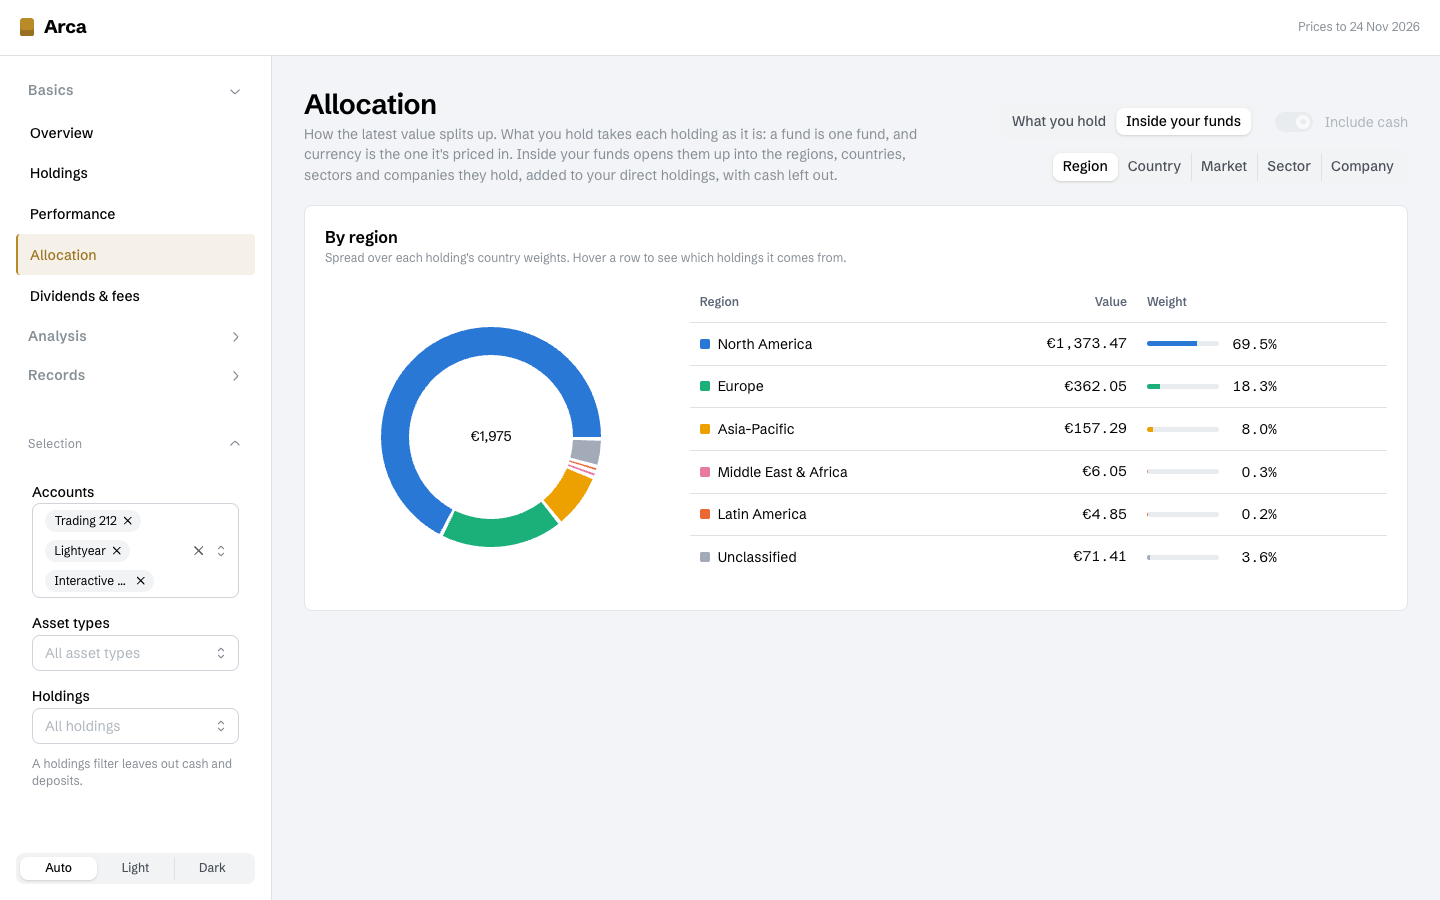 Arca
Prices to 24 Nov 2026
Basics
Overview
Holdings
Performance
Allocation
Dividends & fees
Analysis
Records
Selection
Accounts
Trading 212
Lightyear
Interactive ...
Asset types
All asset types
Holdings
All holdings
A holdings filter leaves out cash and
deposits.
Auto Light Dark
Allocation
How the latest value splits up. What you hold takes each holding as it is: a fund is one fund, and
currency is the one it's priced in. Inside your funds opens them up into the regions, countries,
sectors and companies they hold, added to your direct holdings, with cash left out.
What you hold Inside your funds Include cash
Region Country Market Sector Company
By region
Spread over each holding's country weights. Hover a row to see which holdings it comes from.
€1,975
Region Value Weight
North America €1,373.47 69.5%
Europe €362.05 18.3%
Asia-Pacific €157.29 8.0%
Middle East & Africa €6.05 0.3%
Latin America €4.85 0.2%
Unclassified €71.41 3.6%